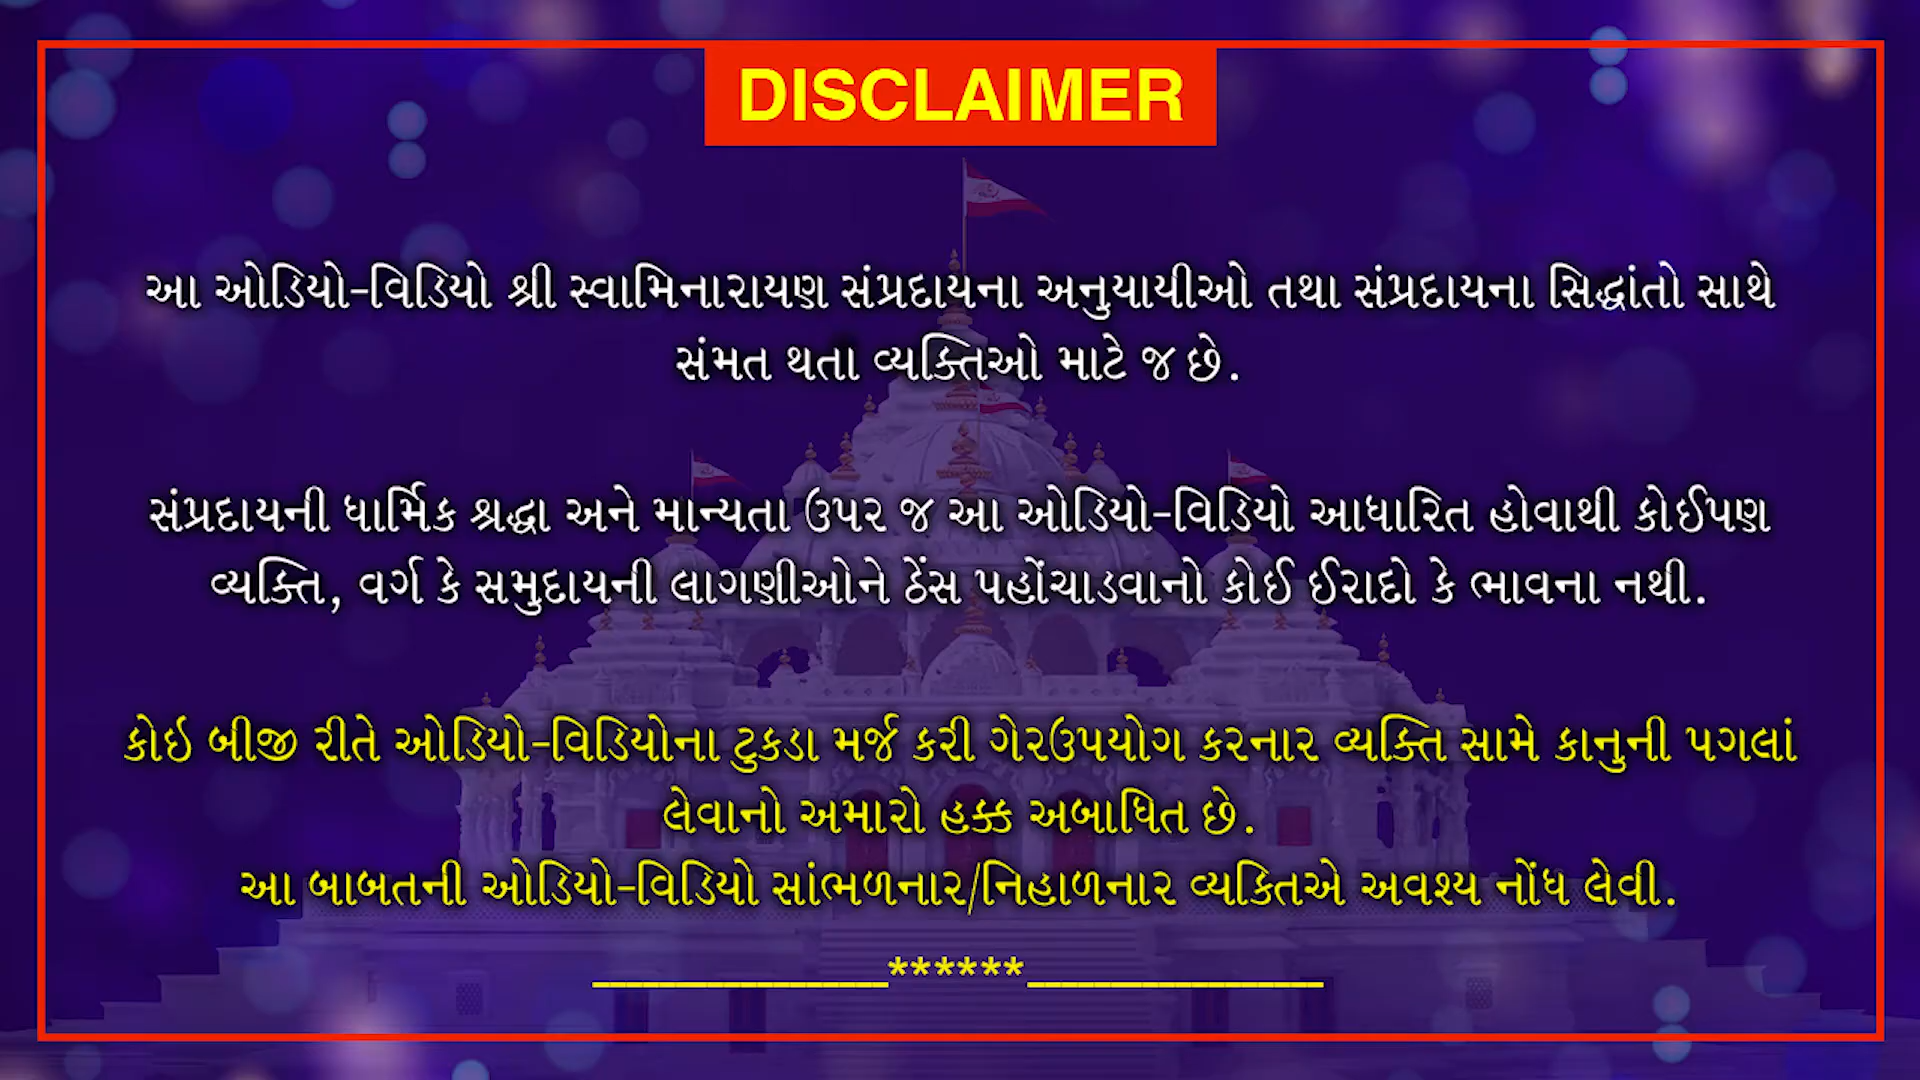 DISCLAIMER
આ ઓડિયો-વિડિયો શ્રી સ્વામિનારાયણ સંપ્રદાયના અનુયાયીઓ તથા સંપ્રદાયના સિદ્ધાંતો સાથે
સંમત થતા વ્યક્તિઓ માટે જ છે.
સંપ્રદાયની ધાર્મિક શ્રદ્ધા અને માન્યતા ઉપર જ આ ઓડિયો-વિડિયો આધારિત હોવાથી કોઈપણ
વ્યક્તિ, વર્ગ કે સમુદાયની લાગણીઓને ઠેંસ પહોંચાડવાનો કોઈ ઈરાદો કે ભાવના નથી.
કોઇ બીજી રીતે ઓડિયો-વિડિયોના ટુકડા મર્જ કરી ગેરઉપયોગ કરનાર વ્યક્તિ સામે કાનુની પગલાં
લેવાનો અમારો હક્ક અબાધિત છે.
આ બાબતની ઓડિયો-વિડિયો સાંભળનાર/નિહાળનાર વ્યકિતએ અવશ્ય નોંધ લેવી.
________________******________________